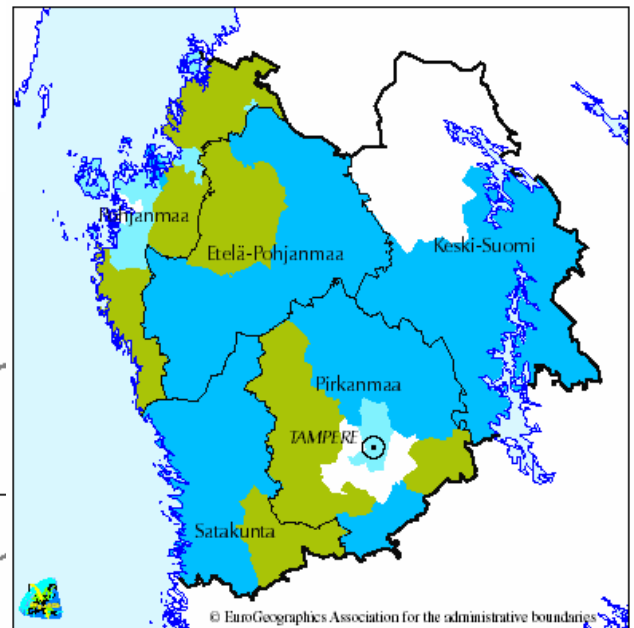 Pohjanmaa
Etelä-Pohjanmaa
Keski-Suomi
Pirkanmaa
TAMPERE
Satakunta
© EuroGeographics Association for the administrative boundaries